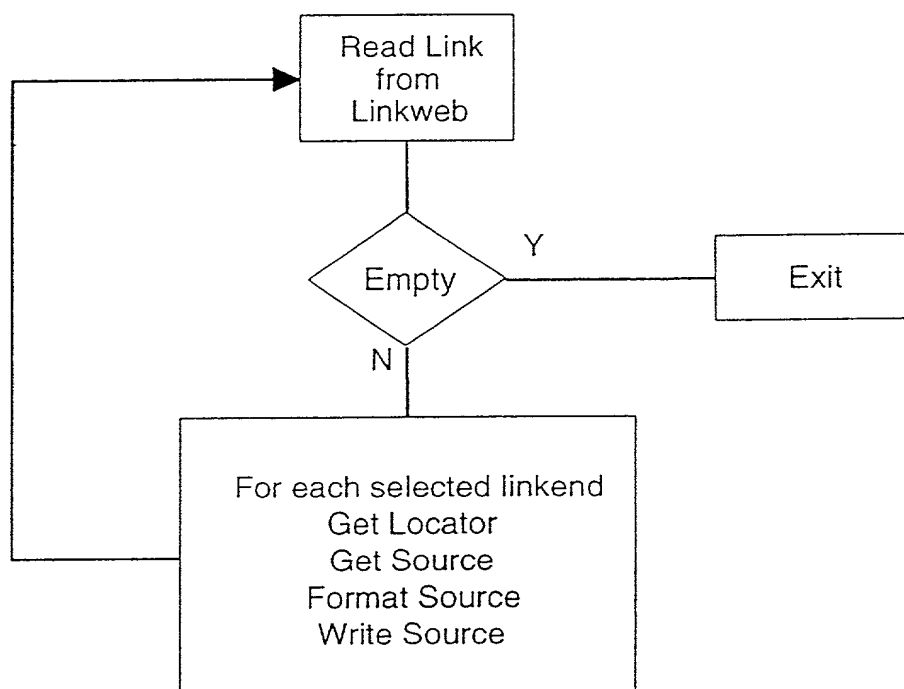 Read Link
from
Linkweb
Empty
Y
Exit
N
For each selected linkend
Get Locator
Get Source
Format Source
Write Source